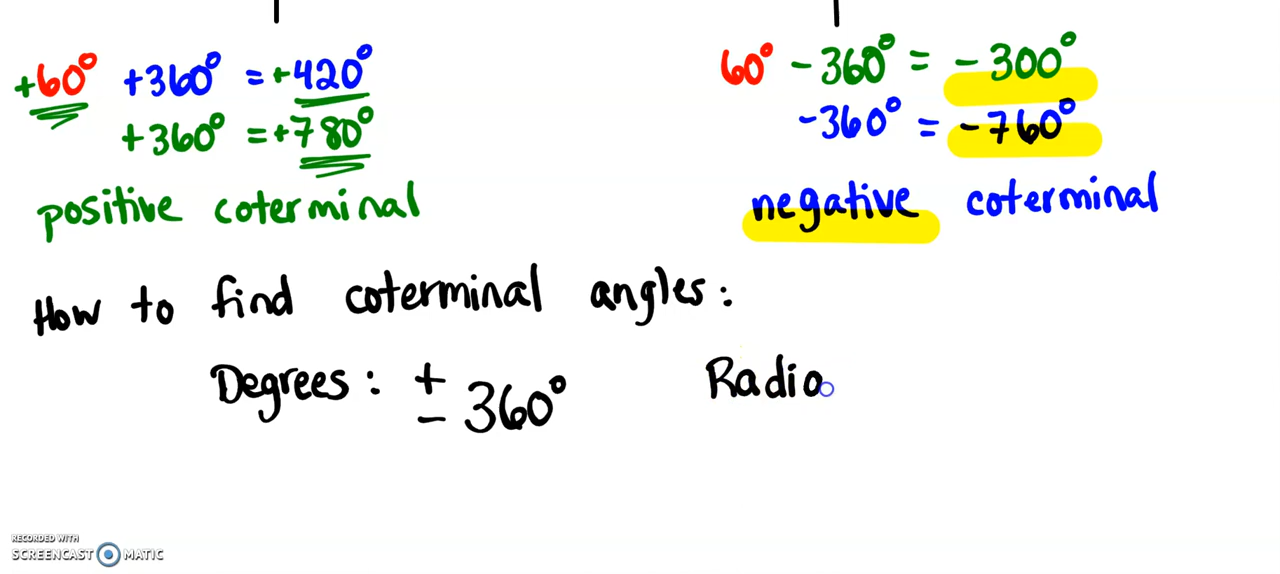 +60° +360° = +420°
+360° = +780°
positive coterminal
60° - 360° = - 300°
-360° = - 760°
negative coterminal
How to find coterminal angles:
Degrees: ± 360°
Radia
RECORDED WITH
SCREENCAST MATIC